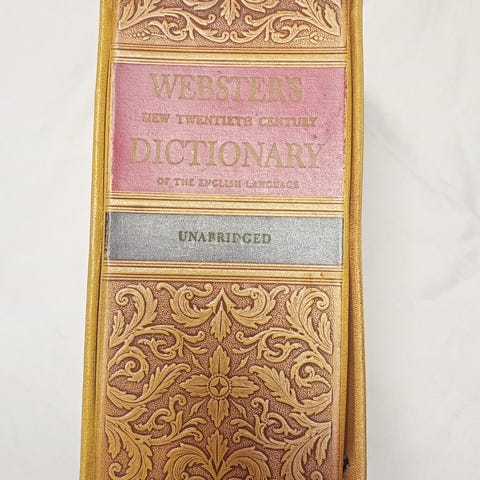 WEBSTER'S
NEW TWENTIETH CENTURY
DICTIONARY
OF THE ENGLISH LANGUAGE
UNABRIDGED